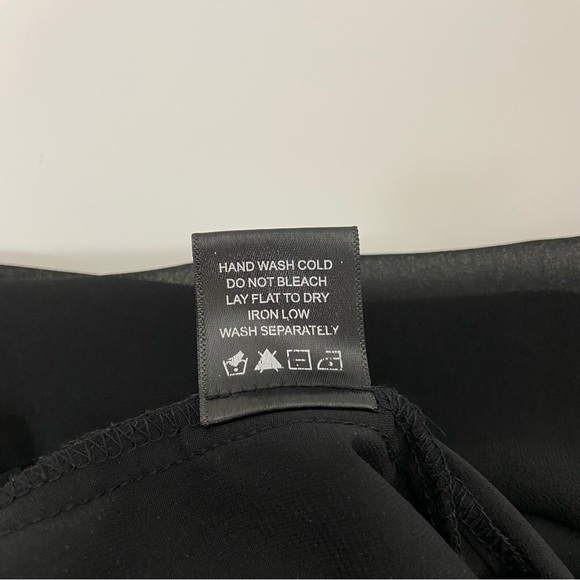 HAND WASH COLD
DO NOT BLEACH
LAY FLAT TO DRY
IRON LOW
WASH SEPARATELY